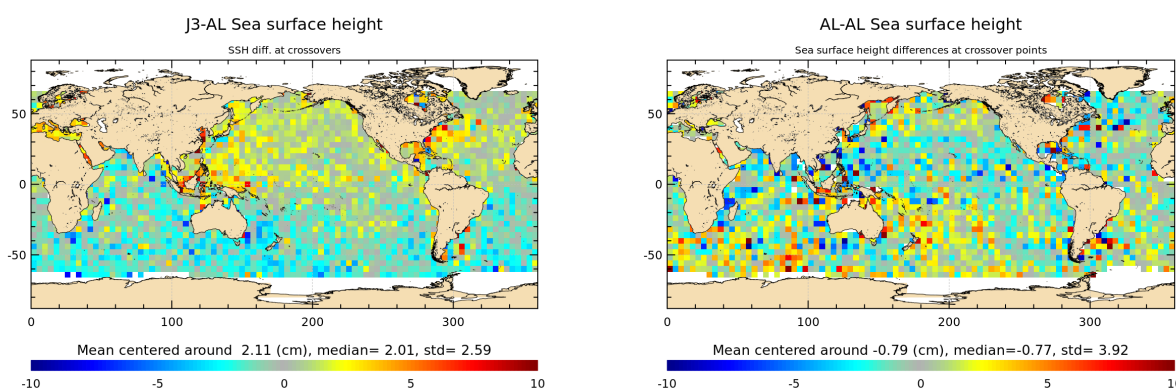 J3-AL Sea surface height
SSH diff. at crossovers
50
0
-50
0 100 200 300
Mean centered around 2.11 (cm), median= 2.01, std= 2.59
-10 -5 0 5 10
AL-AL Sea surface height
Sea surface height differences at crossover points
50
0
-50
0 100 200 300
Mean centered around -0.79 (cm), median=-0.77, std= 3.92
-10 -5 0 5